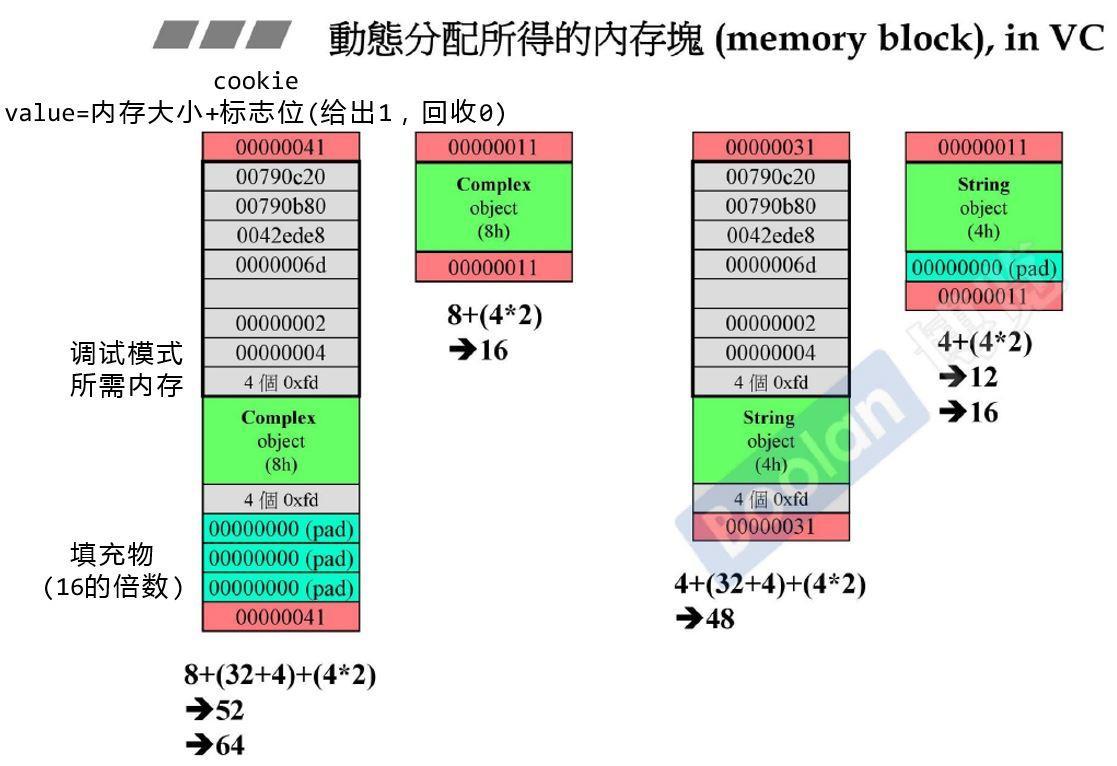 動態分配所得的內存塊 (memory block), in VC
cookie
value=内存大小+标志位(给出1，回收0)
00000041
00790c20
00790b80
0042ede8
0000006d
00000002
00000004
4 個 0xfd
Complex
object
(8h)
4 個 0xfd
00000000 (pad)
00000000 (pad)
00000000 (pad)
00000041
调试模式
所需内存
填充物
(16的倍数)
8+(32+4)+(4*2)
➔52
➔64
00000011
Complex
object
(8h)
00000011
8+(4*2)
➔16
00000031
00790c20
00790b80
0042ede8
0000006d
00000002
00000004
4 個 0xfd
String
object
(4h)
4 個 0xfd
00000031
4+(32+4)+(4*2)
➔48
00000011
String
object
(4h)
00000000 (pad)
00000011
4+(4*2)
➔12
➔16
Boolan
博览